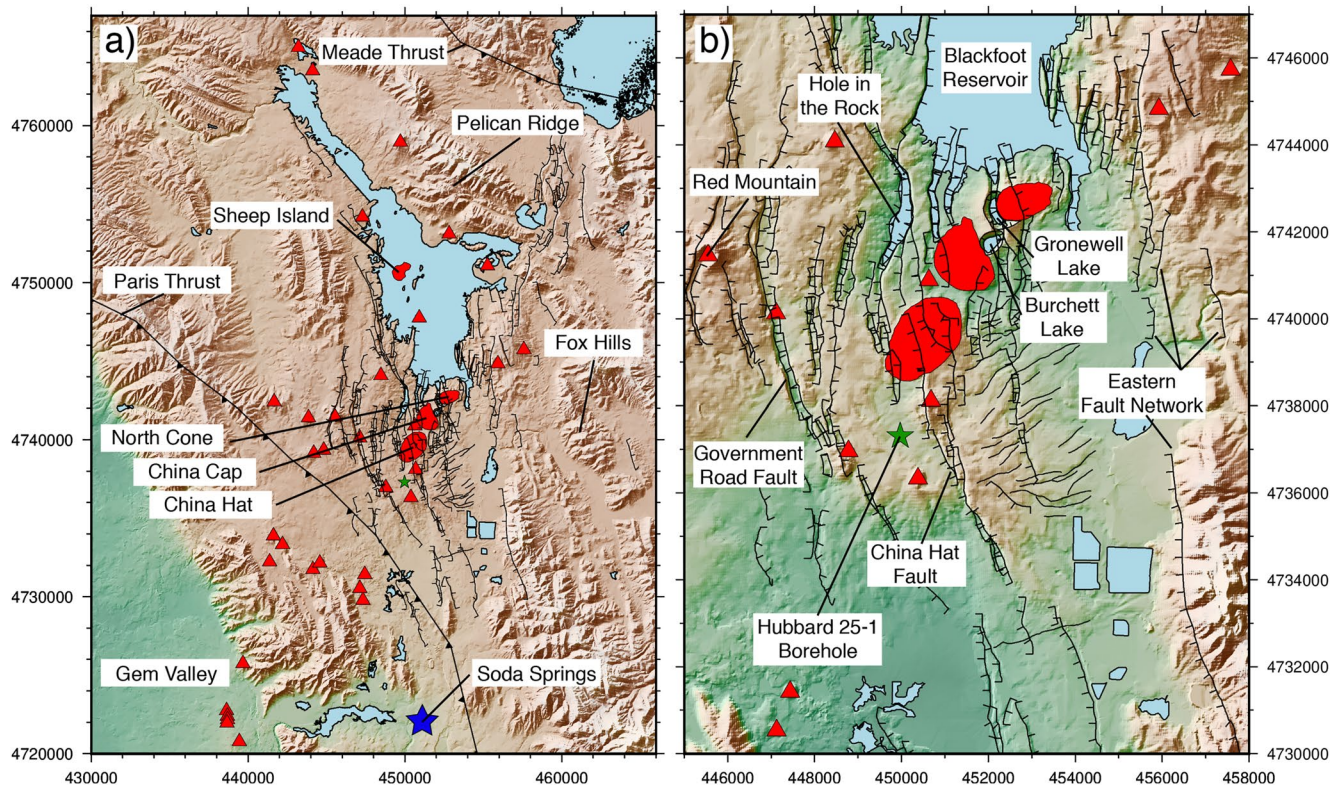 a)
Meade Thrust
Pelican Ridge
Sheep Island
Paris Thrust
Fox Hills
North Cone
China Cap
China Hat
Gem Valley
Soda Springs
4760000
4750000
4740000
4730000
4720000
430000
440000
450000
460000
b)
Blackfoot
Reservoir
Hole in
the Rock
Red Mountain
Gronewell
Lake
Burchett
Lake
Eastern
Fault Network
Government
Road Fault
China Hat
Fault
Hubbard 25-1
Borehole
4746000
4744000
4742000
4740000
4738000
4736000
4734000
4732000
4730000
446000
448000
450000
452000
454000
456000
458000